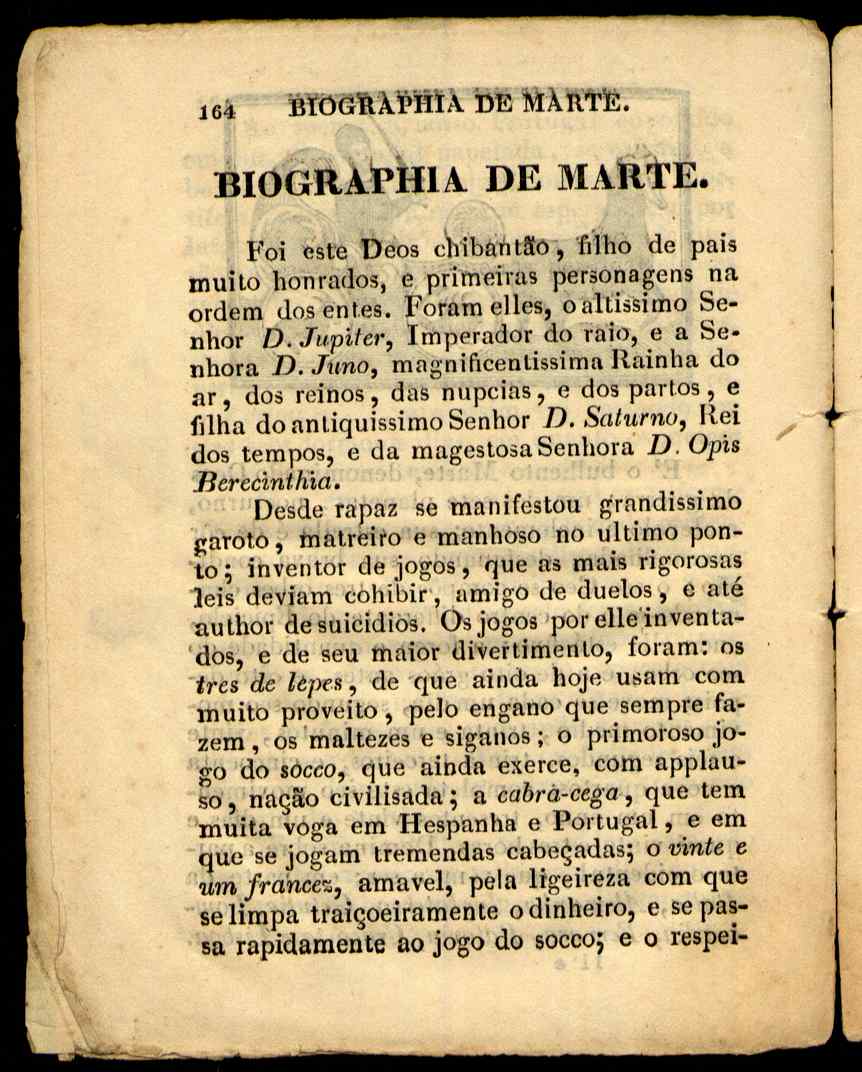 164 BIOGRAPHIA DE MARTE.
BIOGRAPHIA DE MARTE.
Foi este Deos chibantão, filho de pais
muito honrados, e primeiras personagens na
ordem dos entes. Foram elles, o altissimo Se-
nhor D. Jupiter, Imperador do raio, e a Se-
nhora D. Juno, magnificentissima Rainha do
ar, dos reinos, das nupcias, e dos partos, e
filha do antiquissimo Senhor D. Saturno, Rei
dos tempos, e da magestosa Senhora D. Opis
Berecinthia.
Desde rapaz se manifestou grandissimo
garoto, matreiro e manhoso no ultimo pon-
to; inventor de jogos, que as mais rigorosas
leis deviam cohibir, amigo de duelos, e até
author de suicidios. Os jogos por elle inventa-
dos, e de seu maior divertimento, foram: os
tres de lépes, de que ainda hoje usam com
muito proveito, pelo engano que sempre fa-
zem, os maltezes e siganos; o primoroso jo-
go do sòcco, que ainda exerce, com applau-
so, nação civilisada; a cabrà-cega, que tem
muita voga em Hespanha e Portugal, e em
que se jogam tremendas cabeçadas; o vinte e
um francez, amavel, pela ligeireza com que
se limpa traiçoeiramente o dinheiro, e se pas-
sa rapidamente ao jogo do socco; e o respei-